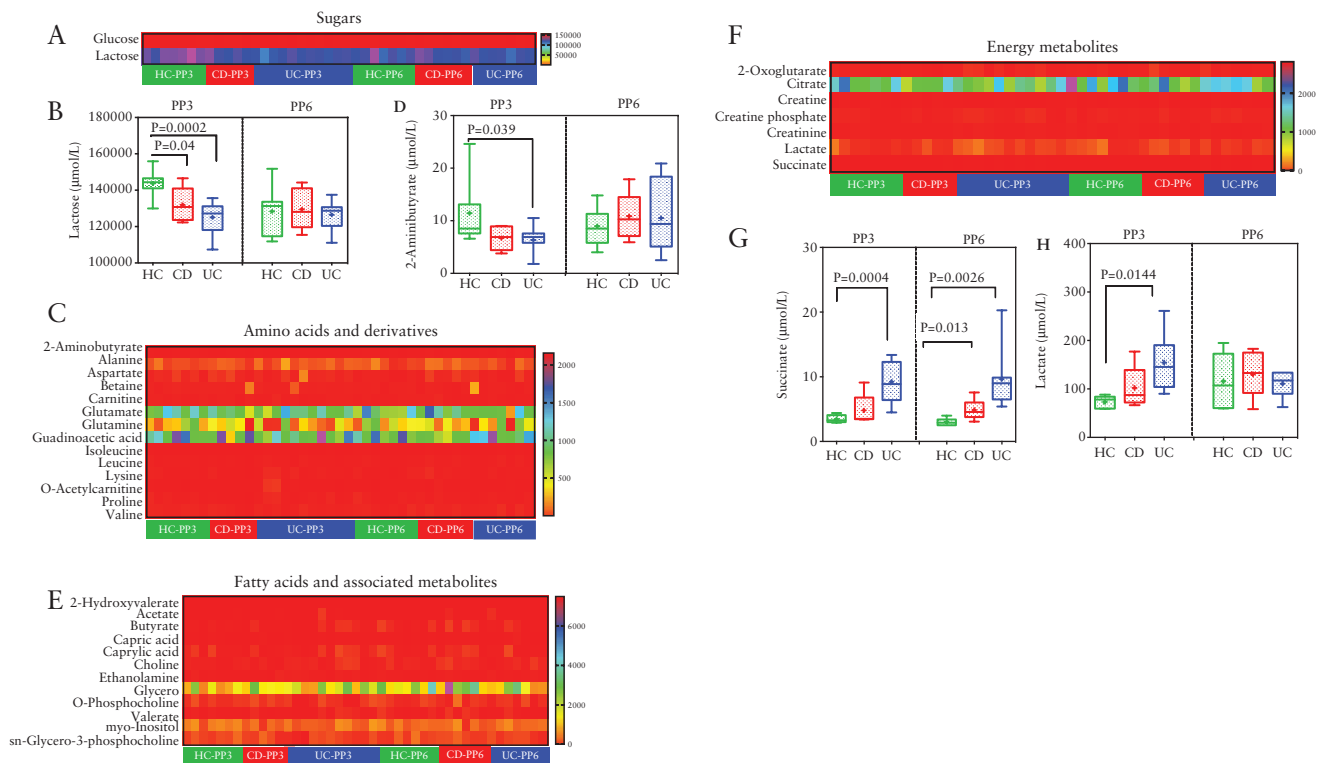 A
Sugars
Glucose
Lactose
150000
100000
50000
HC-PP3 CD-PP3 UC-PP3 HC-PP6 CD-PP6 UC-PP6
B
PP3 PP6
180000
160000
140000
120000
100000
Lactose (µmol/L)
P=0.0002
P=0.04
HC CD UC HC CD UC
D
PP3 PP6
30
20
10
0
2-Aminibutyrate (µmol/L)
P=0.039
HC CD UC HC CD UC
C
Amino acids and derivatives
2-Aminobutyrate
Alanine
Aspartate
Betaine
Carnitine
Glutamate
Glutamine
Guadinoacetic acid
Isoleucine
Leucine
Lysine
O-Acetylcarnitine
Proline
Valine
2000
1500
1000
500
HC-PP3 CD-PP3 UC-PP3 HC-PP6 CD-PP6 UC-PP6
E
Fatty acids and associated metabolites
2-Hydroxyvalerate
Acetate
Butyrate
Capric acid
Caprylic acid
Choline
Ethanolamine
Glycero
O-Phosphocholine
Valerate
myo-Inositol
sn-Glycero-3-phosphocholine
6000
4000
2000
0
HC-PP3 CD-PP3 UC-PP3 HC-PP6 CD-PP6 UC-PP6
F
Energy metabolites
2-Oxoglutarate
Citrate
Creatine
Creatine phosphate
Creatinine
Lactate
Succinate
2000
1000
0
HC-PP3 CD-PP3 UC-PP3 HC-PP6 CD-PP6 UC-PP6
G
PP3 PP6
30
20
10
0
Succinate (µmol/L)
P=0.0004
P=0.0026
P=0.013
HC CD UC HC CD UC
H
PP3 PP6
400
300
200
100
0
Lactate (µmol/L)
P=0.0144
HC CD UC HC CD UC